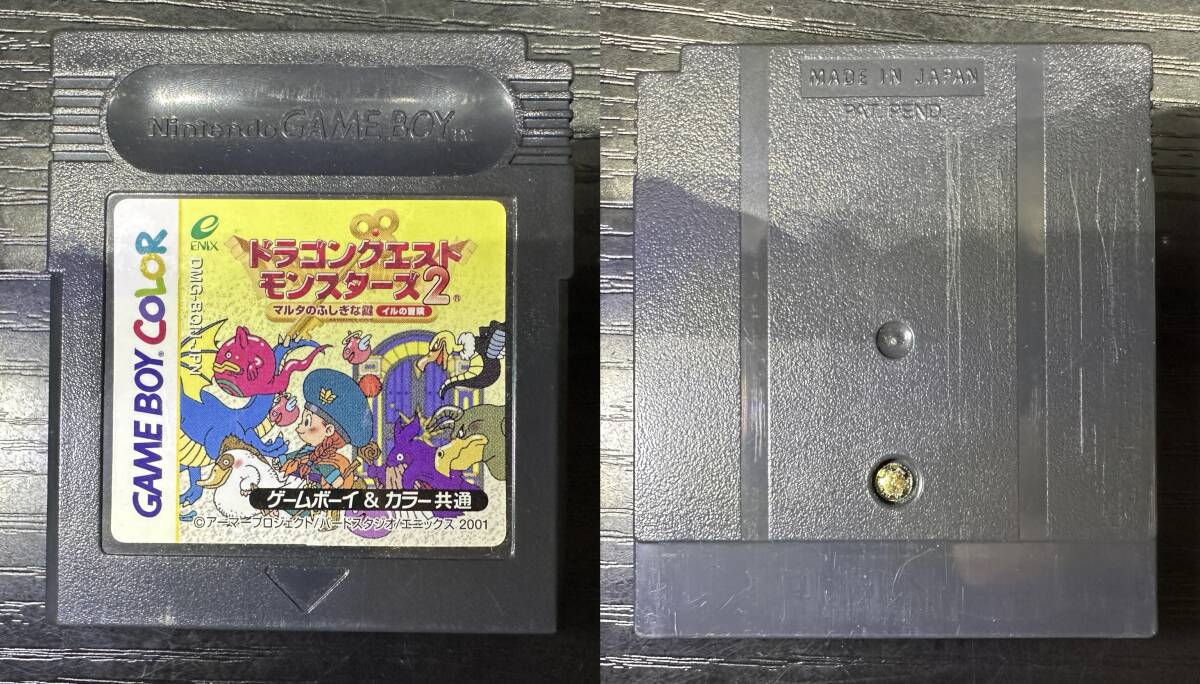 Nintendo GAME BOY TM
GAME BOY COLOR
ENIX
ドラゴンクエスト
モンスターズ2®
マルタのふしぎな鍵 イルの冒険
ゲームボーイ & カラー共通
©アーマープロジェクト/バードスタジオ/エニックス 2001
MADE IN JAPAN
PAT. PEND.